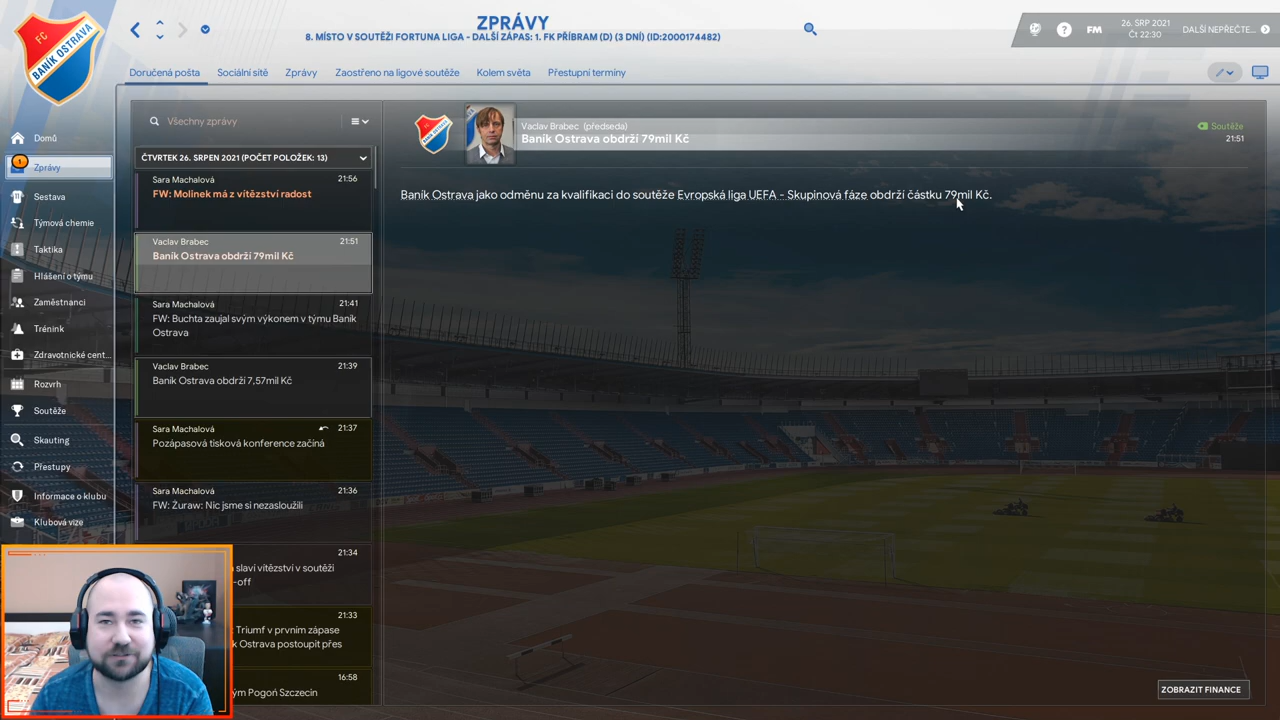 ZPRÁVY
8. MÍSTO V SOUTĚŽI FORTUNA LIGA - DALŠÍ ZÁPAS: 1. FK PŘÍBRAM (D) (3 DNÍ) (ID:2000174482)
FM
26. SRP 2021
Čt 22:30
DALŠÍ NEPŘEČTE...
FC
BANÍK OSTRAVA
Doručená pošta
Sociální sítě
Zprávy
Zaostřeno na ligové soutěže
Kolem světa
Přestupní termíny
Domů
1
Zprávy
Sestava
Týmová chemie
Taktika
Hlášení o týmu
Zaměstnanci
Trénink
Zdravotnické cent...
Rozvrh
Soutěže
Skauting
Přestupy
Informace o klubu
Klubová vize
Všechny zprávy
ČTVRTEK 26. SRPEN 2021 (POČET POLOŽEK: 13)
Sara Machalová 21:56
FW: Molinek má z vítězství radost
Vaclav Brabec 21:51
Baník Ostrava obdrží 79mil Kč
Sara Machalová 21:41
FW: Buchta zaujal svým výkonem v týmu Baník
Ostrava
Vaclav Brabec 21:39
Baník Ostrava obdrží 7,57mil Kč
Sara Machalová 21:37
Pozápasová tisková konference začíná
Sara Machalová 21:36
FW: Żuraw: Nic jsme si nezasloužili
21:34
slaví vítězství v soutěži
-off
21:33
Triumf v prvním zápase
k Ostrava postoupit přes
16:58
ým Pogoń Szczecin
Vaclav Brabec (předseda)
Baník Ostrava obdrží 79mil Kč
Soutěže
21:51
Baník Ostrava jako odměnu za kvalifikaci do soutěže Evropská liga UEFA - Skupinová fáze obdrží částku 79mil Kč.
ZOBRAZIT FINANCE